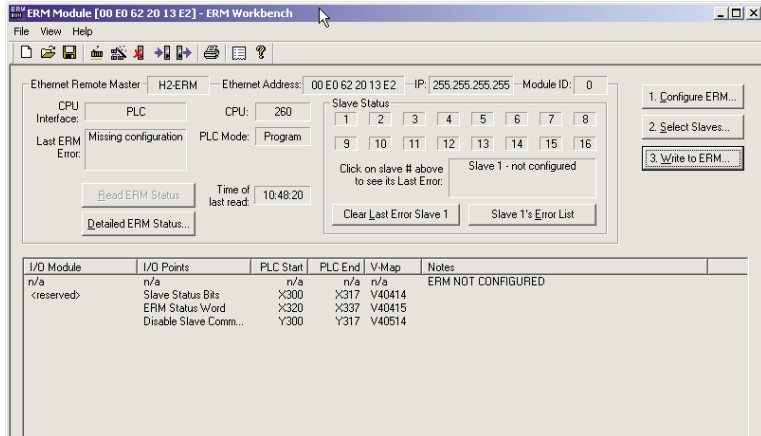 ERM Module [00 E0 62 20 13 E2] - ERM Workbench
File View Help
Ethernet Remote Master H2-ERM Ethernet Address: 00 E0 62 20 13 E2 IP: 255.255.255.255 Module ID: 0
CPU Interface: PLC CPU: 260
Last ERM Error: Missing configuration PLC Mode: Program
Read ERM Status Time of last read: 10:48:20
Detailed ERM Status...
Slave Status
1 2 3 4 5 6 7 8
9 10 11 12 13 14 15 16
Click on slave # above to see its Last Error: Slave 1 - not configured
Clear Last Error Slave 1 Slave 1's Error List
1. Configure ERM...
2. Select Slaves...
3. Write to ERM...
I/O Module I/O Points PLC Start PLC End V-Map Notes
n/a n/a n/a n/a n/a ERM NOT CONFIGURED
<reserved> Slave Status Bits X300 X317 V40414
ERM Status Word X320 X337 V40415
Disable Slave Comm... Y300 Y317 V40514